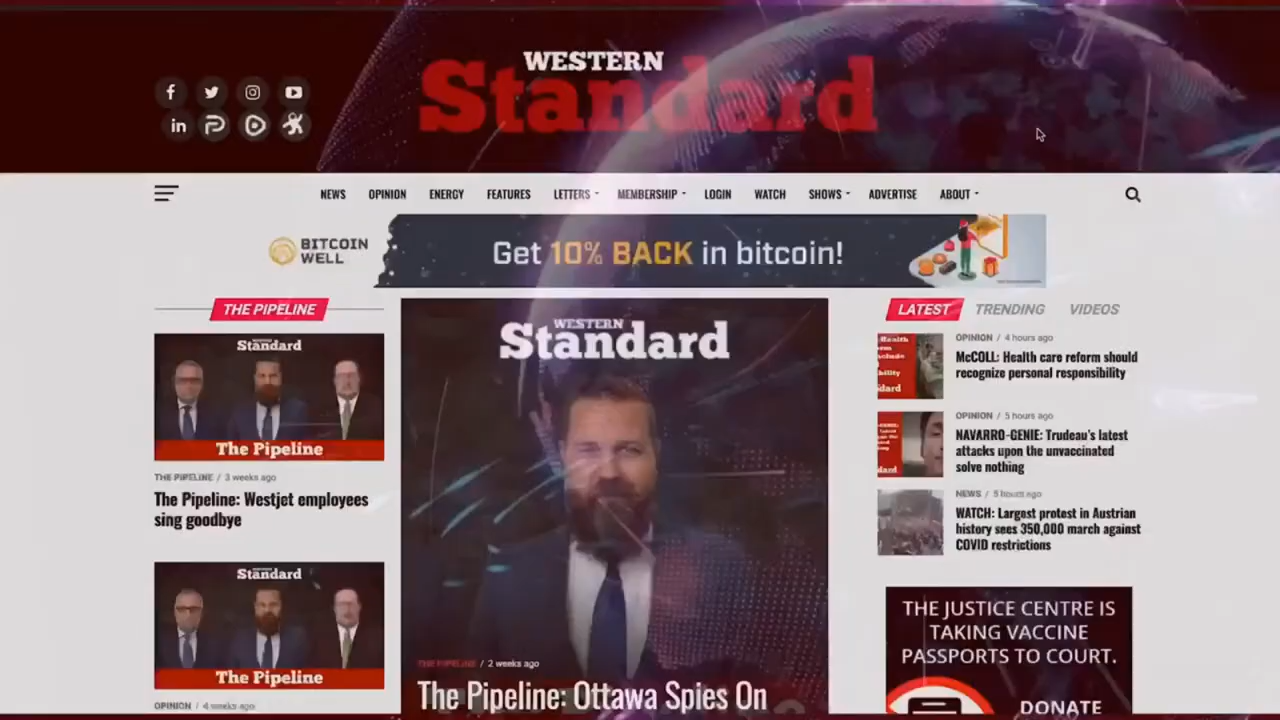 WESTERN
Standard
NEWS OPINION ENERGY FEATURES LETTERS MEMBERSHIP LOGIN WATCH SHOWS ADVERTISE ABOUT
BITCOIN
WELL
Get 10% BACK in bitcoin!
THE PIPELINE
Standard
The Pipeline
THE PIPELINE / 3 weeks ago
The Pipeline: Westjet employees
sing goodbye
Standard
The Pipeline
OPINION / 4 weeks ago
WESTERN
Standard
THE PIPELINE / 2 weeks ago
The Pipeline: Ottawa Spies On
LATEST TRENDING VIDEOS
OPINION / 4 hours ago
McCOLL: Health care reform should
recognize personal responsibility
OPINION / 5 hours ago
NAVARRO-GENIE: Trudeau's latest
attacks upon the unvaccinated
solve nothing
NEWS / 5 hours ago
WATCH: Largest protest in Austrian
history sees 350,000 march against
COVID restrictions
THE JUSTICE CENTRE IS
TAKING VACCINE
PASSPORTS TO COURT.
DONATE